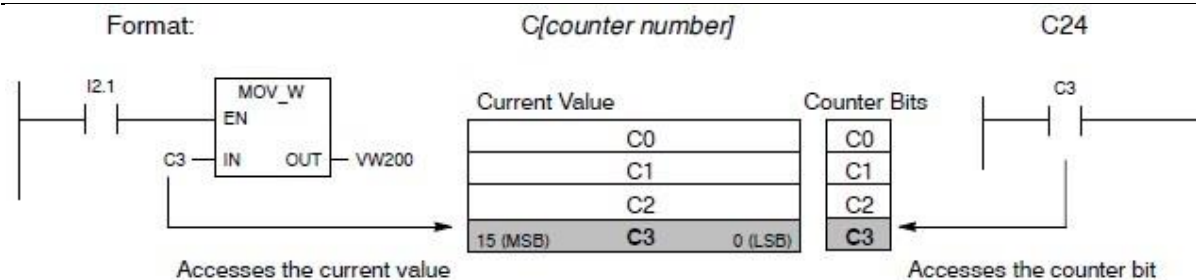 Format: C[counter number] C24
I2.1
MOV_W
EN
C3 IN OUT VW200
Current Value
C0
C1
C2
15 (MSB) C3 0 (LSB)
Counter Bits
C0
C1
C2
C3
C3
Accesses the current value
Accesses the counter bit